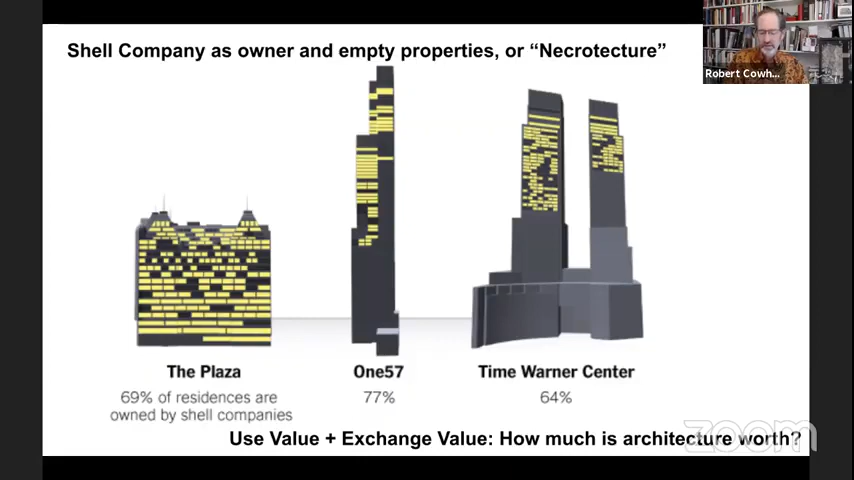 Shell Company as owner and empty properties, or “Necrotecture”
Robert Cowh...
The Plaza
69% of residences are
owned by shell companies
One57
77%
Time Warner Center
64%
Use Value + Exchange Value: How much is architecture worth?
zoom